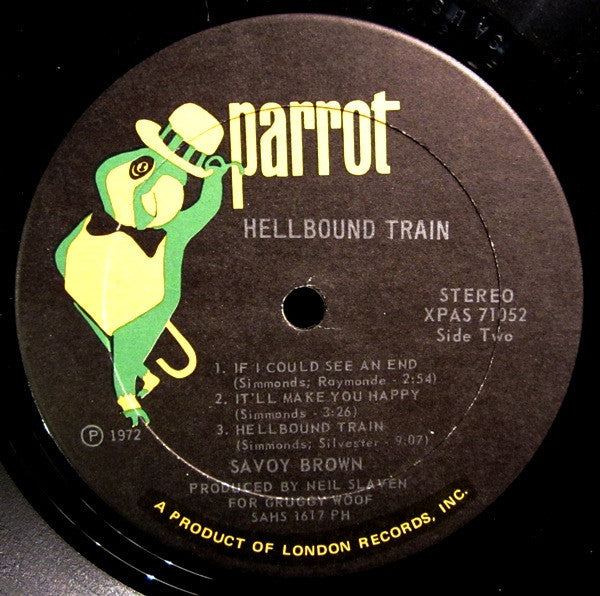 parrot
HELLBOUND TRAIN
STEREO
XPAS 71052
Side Two
1. IF I COULD SEE AN END
(Simmonds; Raymonde - 2:54)
2. IT'LL MAKE YOU HAPPY
(Simmonds - 3:26)
3. HELLBOUND TRAIN
(Simmonds; Silvester - 9:07)
Ⓟ 1972
SAVOY BROWN
PRODUCED BY NEIL SLAVEN
FOR GRUGGY WOOF
SAHS 1617 PH
A PRODUCT OF LONDON RECORDS, INC.